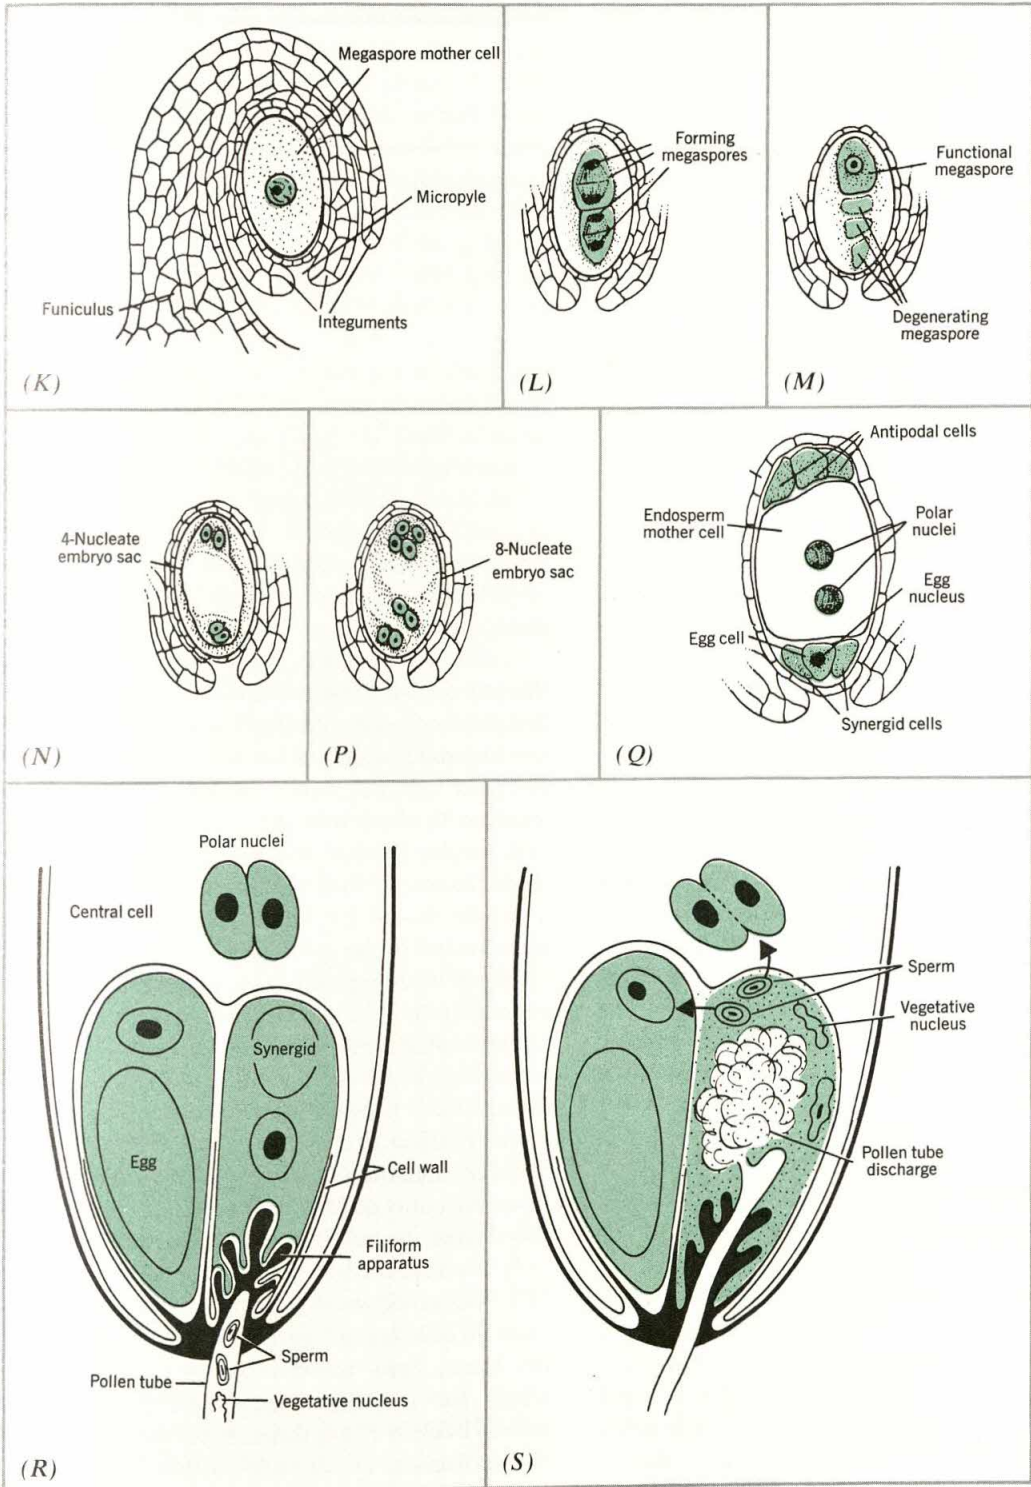 Megaspore mother cell
Micropyle
Funiculus
Integuments
(K)
Forming
megaspores
(L)
Functional
megaspore
Degenerating
megaspore
(M)
4-Nucleate
embryo sac
(N)
8-Nucleate
embryo sac
(P)
Antipodal cells
Endosperm
mother cell
Polar
nuclei
Egg
nucleus
Egg cell
Synergid cells
(Q)
Polar nuclei
Central cell
Synergid
Egg
Cell wall
Filiform
apparatus
Sperm
Pollen tube
Vegetative nucleus
(R)
Sperm
Vegetative
nucleus
Pollen tube
discharge
(S)